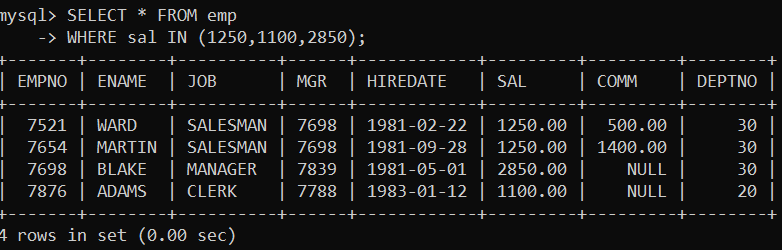 mysql> SELECT * FROM emp
    -> WHERE sal IN (1250,1100,2850);
+-------+--------+----------+------+------------+---------+---------+--------+
| EMPNO | ENAME  | JOB      | MGR  | HIREDATE   | SAL     | COMM    | DEPTNO |
+-------+--------+----------+------+------------+---------+---------+--------+
|  7521 | WARD   | SALESMAN | 7698 | 1981-02-22 | 1250.00 |  500.00 |     30 |
|  7654 | MARTIN | SALESMAN | 7698 | 1981-09-28 | 1250.00 | 1400.00 |     30 |
|  7698 | BLAKE  | MANAGER  | 7839 | 1981-05-01 | 2850.00 |    NULL |     30 |
|  7876 | ADAMS  | CLERK    | 7788 | 1983-01-12 | 1100.00 |    NULL |     20 |
+-------+--------+----------+------+------------+---------+---------+--------+
4 rows in set (0.00 sec)